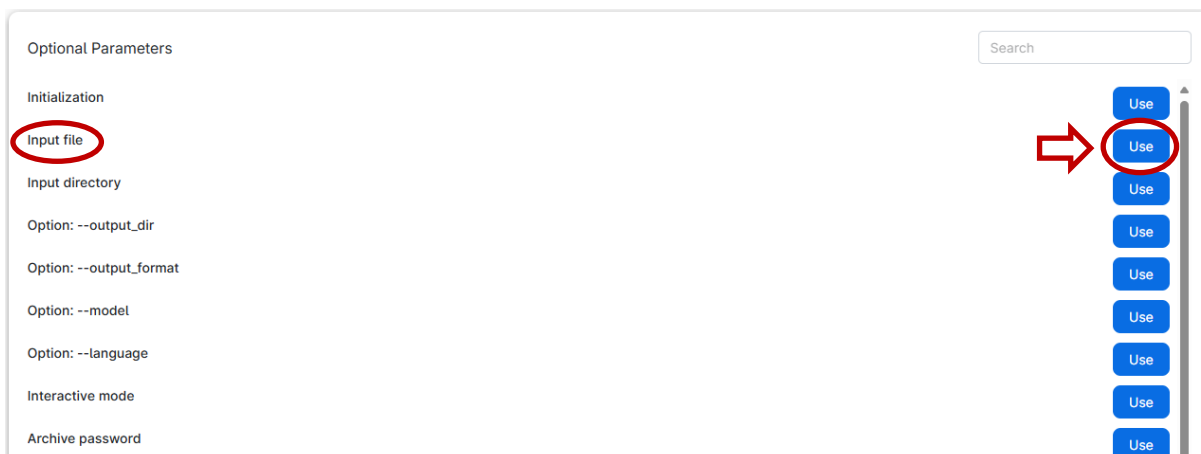 Optional Parameters
Search
Initialization
Use
Input file
Use
Input directory
Use
Option: --output_dir
Use
Option: --output_format
Use
Option: --model
Use
Option: --language
Use
Interactive mode
Use
Archive password
Use